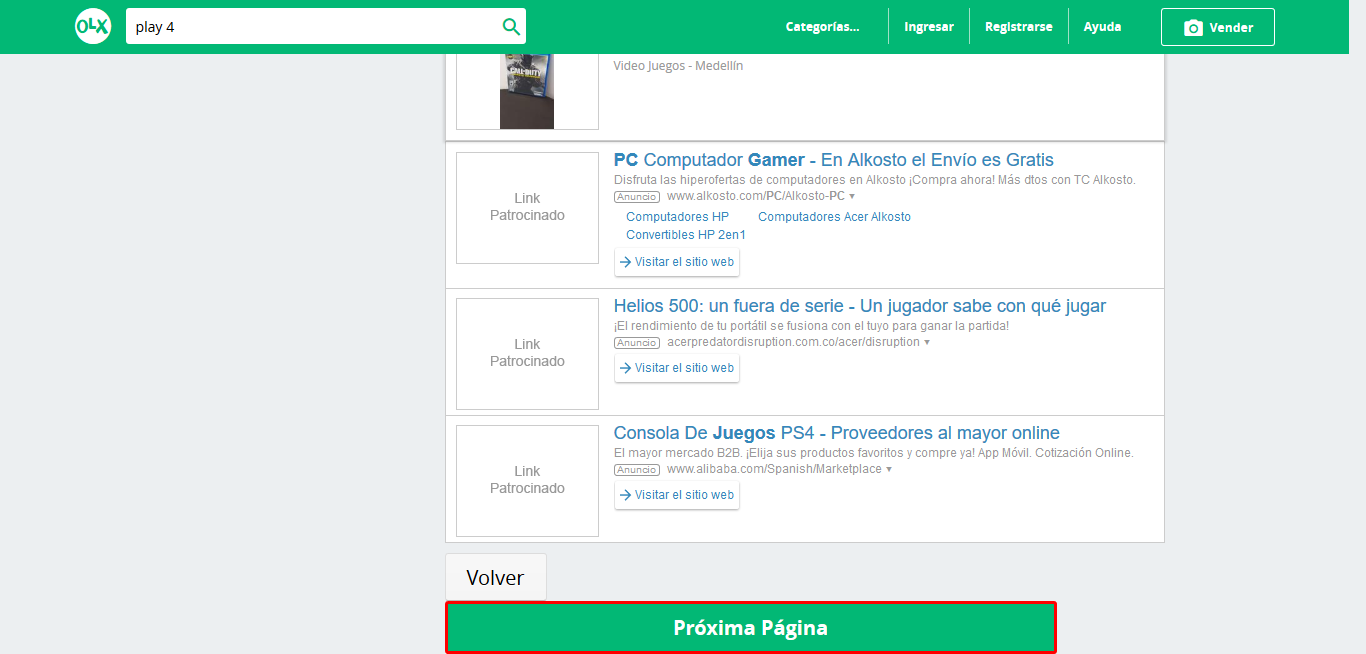 OLX
play 4
Categorías...
Ingresar
Registrarse
Ayuda
Vender
CALL OF DUTY
Video Juegos - Medellín
Link
Patrocinado
PC Computador Gamer - En Alkosto el Envío es Gratis
Disfruta las hiperofertas de computadores en Alkosto ¡Compra ahora! Más dtos con TC Alkosto.
Anuncio www.alkosto.com/PC/Alkosto-PC
Computadores HP
Computadores Acer Alkosto
Convertibles HP 2en1
Visitar el sitio web
Link
Patrocinado
Helios 500: un fuera de serie - Un jugador sabe con qué jugar
¡El rendimiento de tu portátil se fusiona con el tuyo para ganar la partida!
Anuncio acerpredatordisruption.com.co/acer/disruption
Visitar el sitio web
Link
Patrocinado
Consola De Juegos PS4 - Proveedores al mayor online
El mayor mercado B2B. ¡Elija sus productos favoritos y compre ya! App Móvil. Cotización Online.
Anuncio www.alibaba.com/Spanish/Marketplace
Visitar el sitio web
Volver
Próxima Página